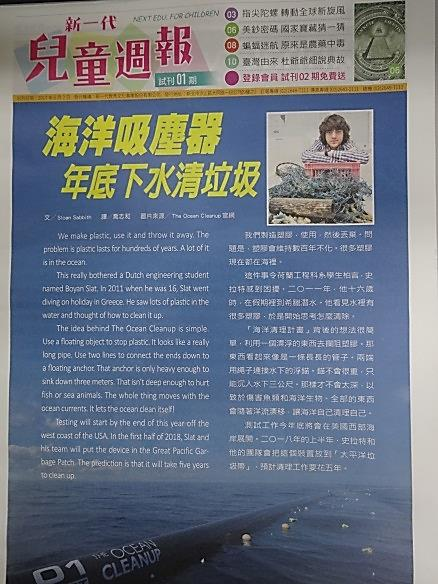 新一代
NEXT EDU. FOR CHILDREN
兒童週報
試刊01期
03 指尖陀螺 轉動全球新旋風
06 美鈔密碼 國家寶藏猜一猜
08 蝙蝠迷航 原來是農藥中毒
10 臺灣由來 杜爺爺細說典故
登錄會員 試刊02期免費送
06
海洋吸塵器
年底下水清垃圾
文／Sloan Sabbith 譯／喬志和 圖片來源／The Ocean Cleanup 官網
We make plastic, use it and throw it away. The
problem is plastic lasts for hundreds of years. A lot of it
is in the ocean.
This really bothered a Dutch engineering student
named Boyan Slat. In 2011 when he was 16, Slat went
diving on holiday in Greece. He saw lots of plastic in the
water and thought of how to clean it up.
The idea behind The Ocean Cleanup is simple.
Use a floating object to stop plastic. It looks like a really
long pipe. Use two lines to connect the ends down to
a floating anchor. That anchor is only heavy enough to
sink down three meters. That isn't deep enough to hurt
fish or sea animals. The whole thing moves with the
ocean currents. It lets the ocean clean itself!
Testing will start by the end of this year off the
west coast of the USA. In the first half of 2018, Slat and
his team will put the device in the Great Pacific Gar-
bage Patch. The prediction is that it will take five years
to clean up.
我們製造塑膠，使用，然後丟棄。問
題是，塑膠會維持數百年不化。很多塑膠
現在都在海裡。
這件事令荷蘭工程科系學生柏言．史
拉特感到困擾。二○一一年，他十六歲
時，在假期裡到希臘潛水。他看見水裡有
很多塑膠，於是開始思考怎麼清除。
「海洋清理計畫」背後的想法很簡
單，利用一個漂浮的東西去攔阻塑膠。那
東西看起來像是一條長長的管子。兩端
用繩子連接水下的浮錨。錨不會很重，只
能沉入水下三公尺。那樣才不會太深，以
致於傷害魚類和海洋生物。全部的東西
會隨著洋流漂移，讓海洋自己清理自己。
測試工作今年底將會在美國西部海
岸展開。二○一八年的上半年，史拉特和
他的團隊會把這個裝置放到「太平洋垃
圾帶」，預計清理工作要花五年。
01 THE OCEAN
CLEANUP